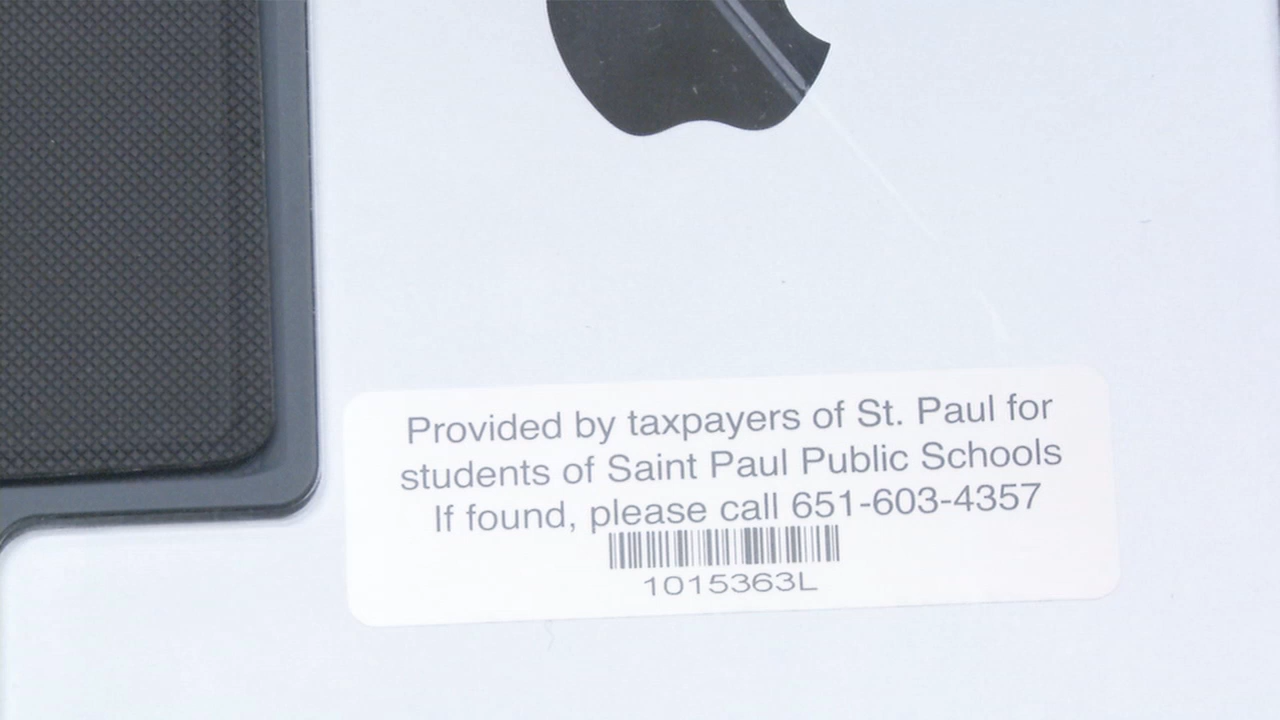 Provided by taxpayers of St. Paul for
students of Saint Paul Public Schools
If found, please call 651-603-4357
1015363L